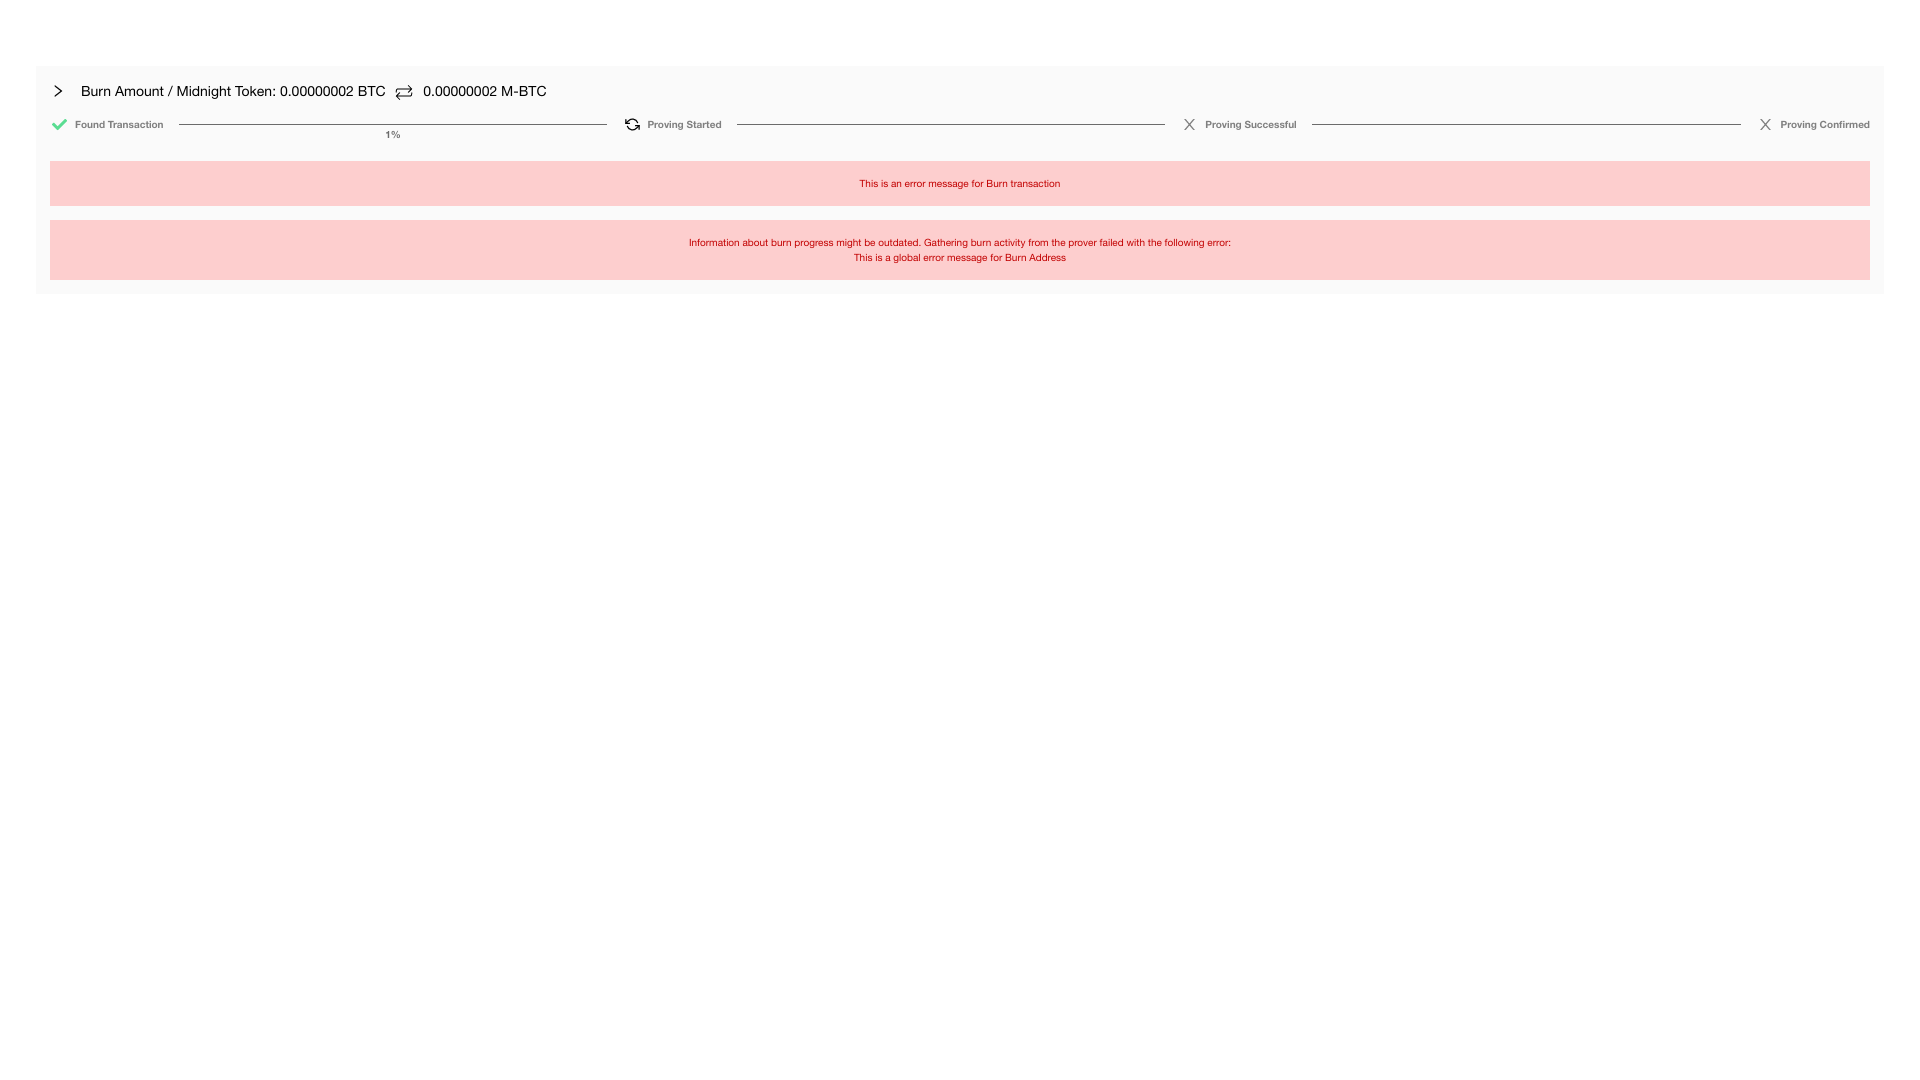 Burn Amount / Midnight Token: 0.00000002 BTC 0.00000002 M-BTC
Found Transaction 1% Proving Started Proving Successful Proving Confirmed
This is an error message for Burn transaction
Information about burn progress might be outdated. Gathering burn activity from the prover failed with the following error:
This is a global error message for Burn Address